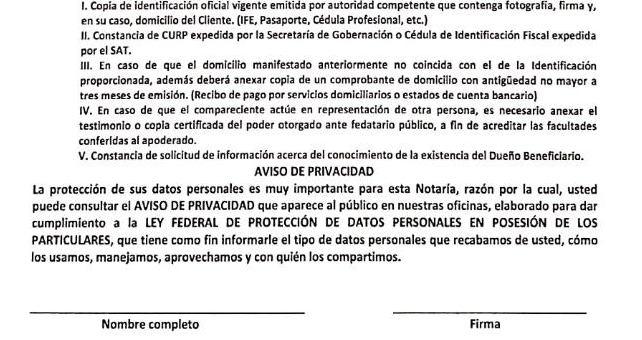 I. Copia de identificación oficial vigente emitida por autoridad competente que contenga fotografía, firma y,
en su caso, domicilio del Cliente. (IFE, Pasaporte, Cédula Profesional, etc.)
II. Constancia de CURP expedida por la Secretaría de Gobernación o Cédula de Identificación Fiscal expedida
por el SAT.
III. En caso de que el domicilio manifestado anteriormente no coincida con el de la Identificación
proporcionada, además deberá anexar copia de un comprobante de domicilio con antigüedad no mayor a
tres meses de emisión. (Recibo de pago por servicios domiciliarios o estados de cuenta bancario)
IV. En caso de que el compareciente actúe en representación de otra persona, es necesario anexar el
testimonio o copia certificada del poder otorgado ante fedatario público, a fin de acreditar las facultades
conferidas al apoderado.
V. Constancia de solicitud de información acerca del conocimiento de la existencia del Dueño Beneficiario.
AVISO DE PRIVACIDAD
La protección de sus datos personales es muy importante para esta Notaría, razón por la cual, usted
puede consultar el AVISO DE PRIVACIDAD que aparece al público en nuestras oficinas, elaborado para dar
cumplimiento a la LEY FEDERAL DE PROTECCIÓN DE DATOS PERSONALES EN POSESIÓN DE LOS
PARTICULARES, que tiene como fin informarle el tipo de datos personales que recabamos de usted, cómo
los usamos, manejamos, aprovechamos y con quién los compartimos.
Nombre completo
Firma